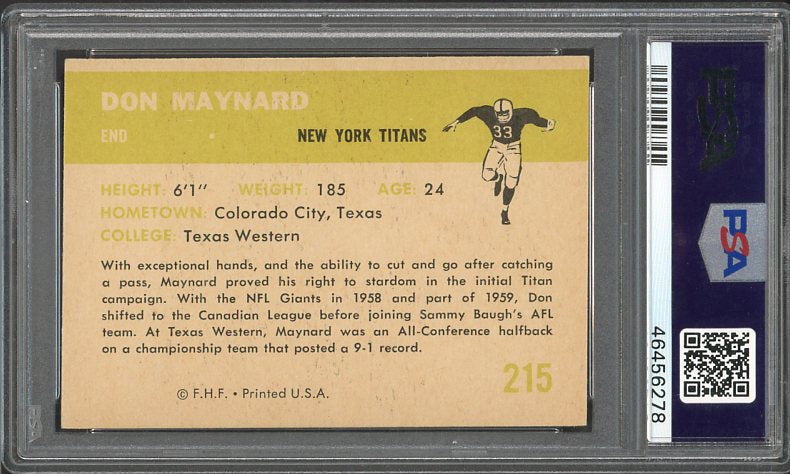 DON MAYNARD
END
NEW YORK TITANS
33
HEIGHT: 6'1" WEIGHT: 185 AGE: 24
HOMETOWN: Colorado City, Texas
COLLEGE: Texas Western
With exceptional hands, and the ability to cut and go after catching
a pass, Maynard proved his right to stardom in the initial Titan
campaign. With the NFL Giants in 1958 and part of 1959, Don
shifted to the Canadian League before joining Sammy Baugh's AFL
team. At Texas Western, Maynard was an All-Conference halfback
on a championship team that posted a 9-1 record.
215
© F.H.F. • Printed U.S.A.
PSA
PSA
46456278
PSA